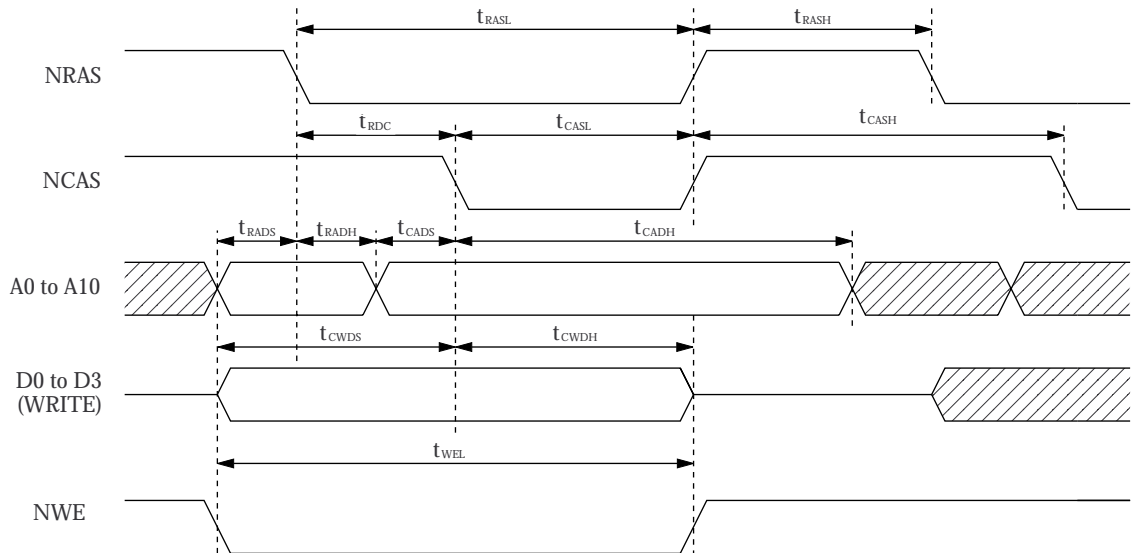 tRASL tRASH
NRAS
tRDC tCASL tCASH
NCAS
tRADS tRADH tCADS tCADH
A0 to A10
tCWDS tCWDH
D0 to D3
(WRITE)
tWEL
NWE